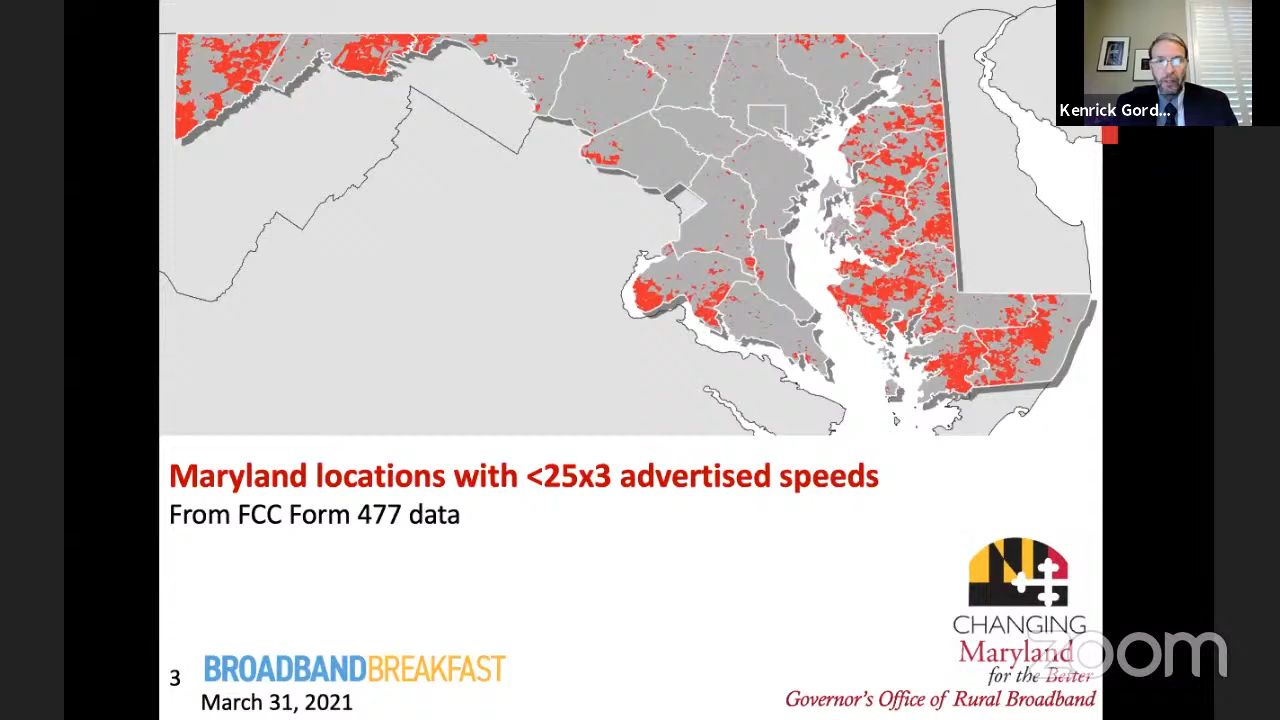 Kenrick Gord...
Maryland locations with <25x3 advertised speeds
From FCC Form 477 data
CHANGING
Maryland
for the Better
Governor's Office of Rural Broadband
zoom
3
BROADBANDBREAKFAST
March 31, 2021